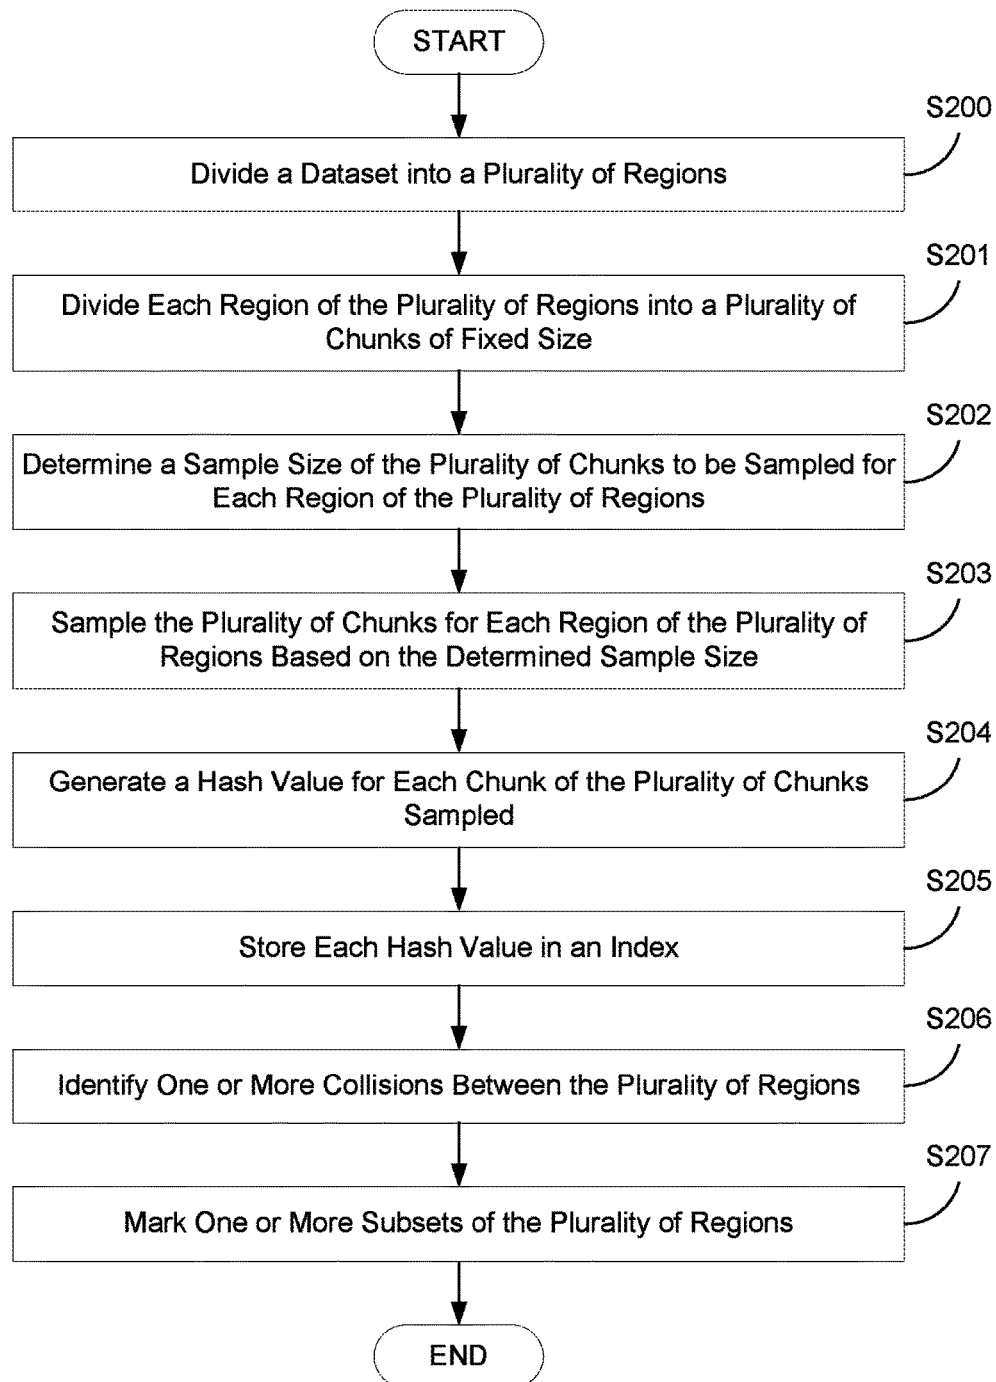 START
S200
Divide a Dataset into a Plurality of Regions
S201
Divide Each Region of the Plurality of Regions into a Plurality of
Chunks of Fixed Size
S202
Determine a Sample Size of the Plurality of Chunks to be Sampled for
Each Region of the Plurality of Regions
S203
Sample the Plurality of Chunks for Each Region of the Plurality of
Regions Based on the Determined Sample Size
S204
Generate a Hash Value for Each Chunk of the Plurality of Chunks
Sampled
S205
Store Each Hash Value in an Index
S206
Identify One or More Collisions Between the Plurality of Regions
S207
Mark One or More Subsets of the Plurality of Regions
END